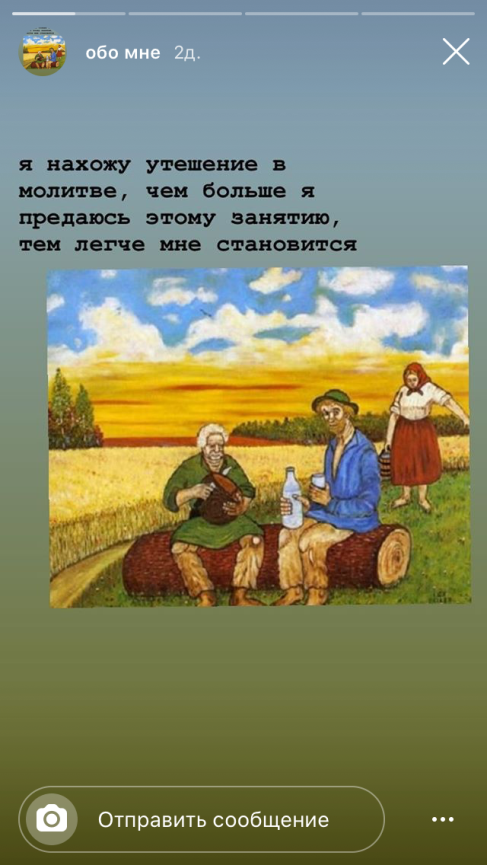 обо мне 2д.
я нахожу утешение в
молитве, чем больше я
предаюсь этому занятию,
тем легче мне становится
Отправить сообщение